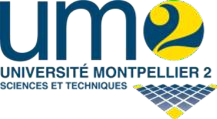 um2
UNIVERSITÉ MONTPELLIER 2
SCIENCES ET TECHNIQUES